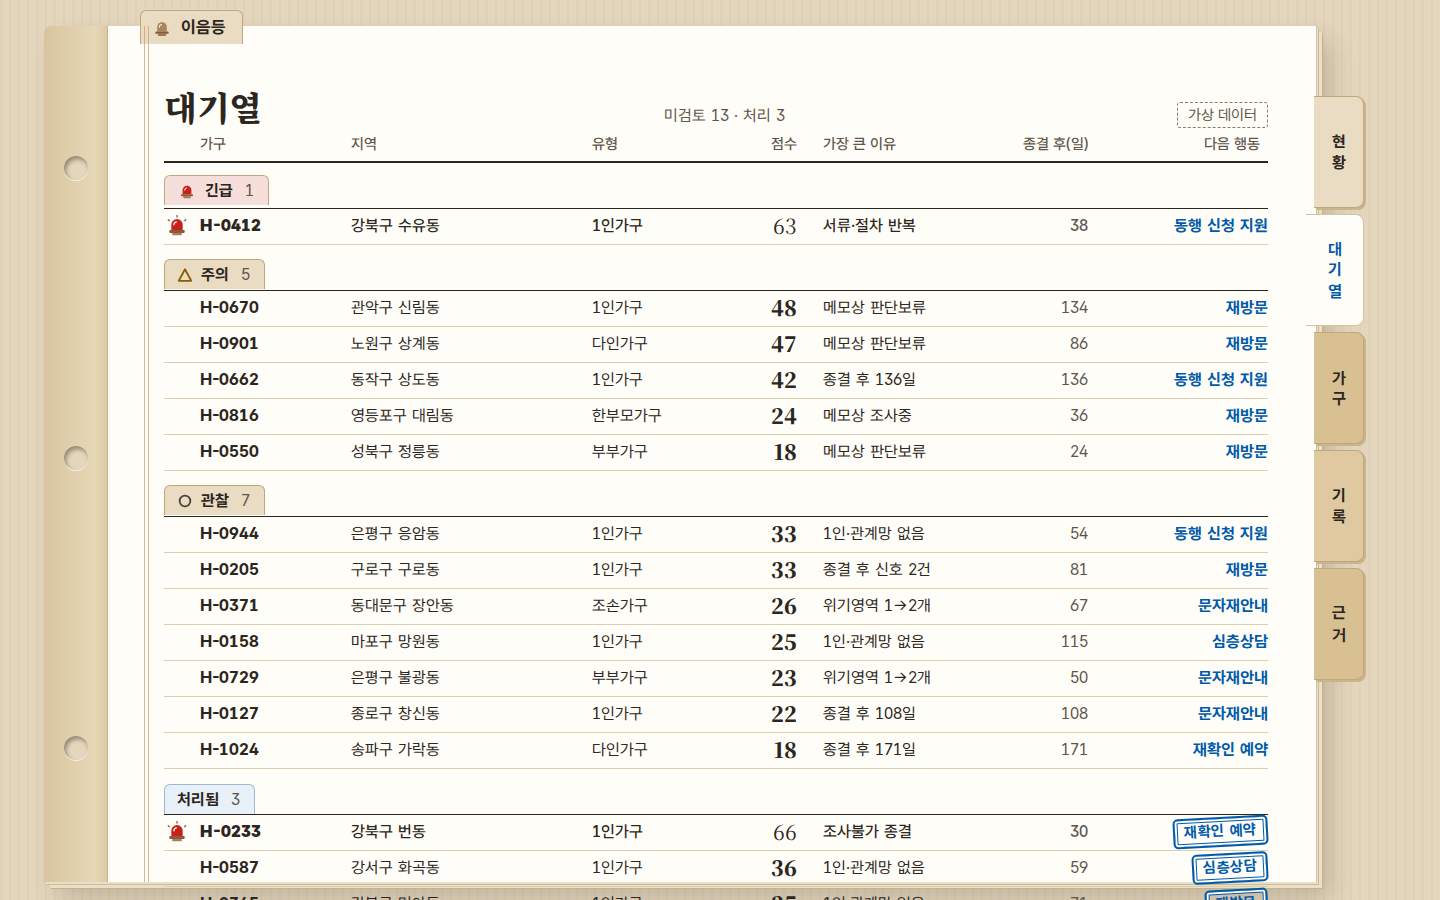 이음등
대기열
미검토 13 · 처리 3
가상 데이터
가구 지역 유형 점수 가장 큰 이유 종결 후(일) 다음 행동
긴급 1
H-0412 강북구 수유동 1인가구 63 서류·절차 반복 38 동행 신청 지원
주의 5
H-0670 관악구 신림동 1인가구 48 메모상 판단보류 134 재방문
H-0901 노원구 상계동 다인가구 47 메모상 판단보류 86 재방문
H-0662 동작구 상도동 1인가구 42 종결 후 136일 136 동행 신청 지원
H-0816 영등포구 대림동 한부모가구 24 메모상 조사중 36 재방문
H-0550 성북구 정릉동 부부가구 18 메모상 판단보류 24 재방문
관찰 7
H-0944 은평구 응암동 1인가구 33 1인·관계망 없음 54 동행 신청 지원
H-0205 구로구 구로동 1인가구 33 종결 후 신호 2건 81 재방문
H-0371 동대문구 장안동 조손가구 26 위기영역 1→2개 67 문자재안내
H-0158 마포구 망원동 1인가구 25 1인·관계망 없음 115 심층상담
H-0729 은평구 불광동 부부가구 23 위기영역 1→2개 50 문자재안내
H-0127 종로구 창신동 1인가구 22 종결 후 108일 108 문자재안내
H-1024 송파구 가락동 다인가구 18 종결 후 171일 171 재확인 예약
처리됨 3
H-0233 강북구 번동 1인가구 66 조사불가 종결 30 재확인 예약
H-0587 강서구 화곡동 1인가구 36 1인·관계망 없음 59 심층상담
현황
대기열
가구
기록
근거